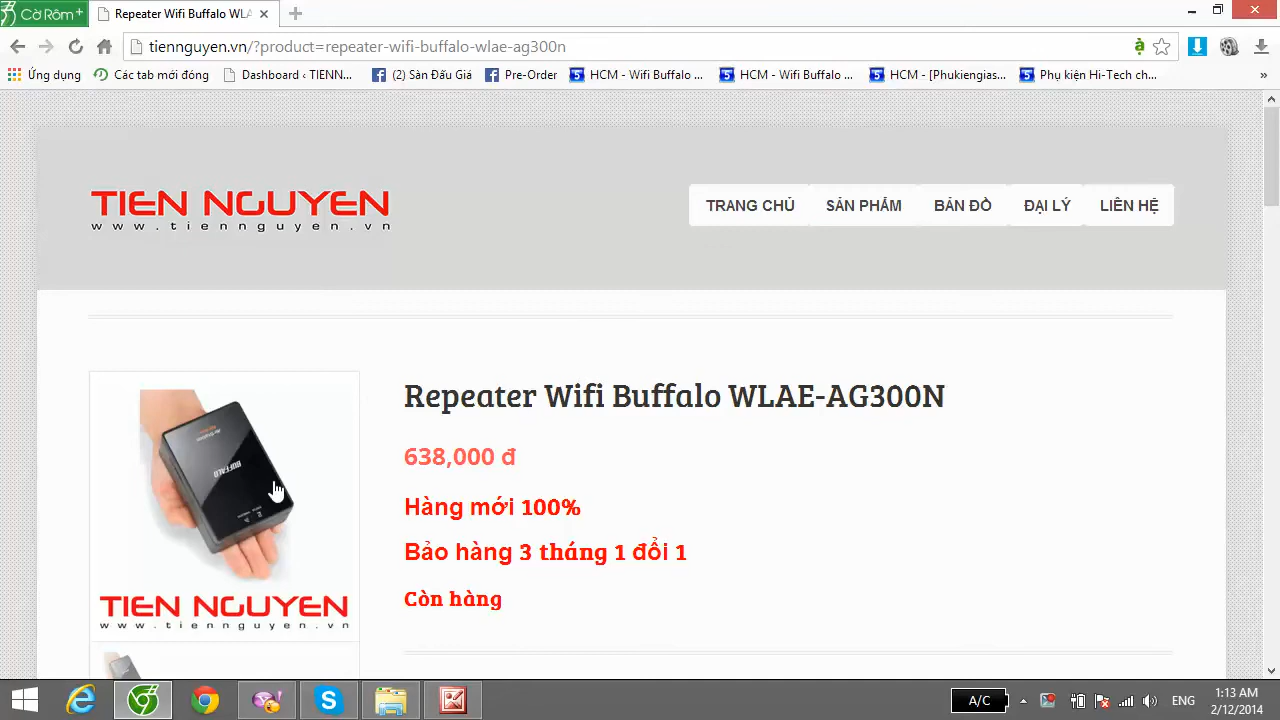 Cờ Rôm+
Repeater Wifi Buffalo WLA
tiennguyen.vn/?product=repeater-wifi-buffalo-wlae-ag300n
Ứng dụng
Các tab mới đóng
Dashboard ‹ TIENN...
(2) Sàn Đấu Giá
Pre-Order
HCM - Wifi Buffalo ...
HCM - Wifi Buffalo ...
HCM - [Phukiengias...
Phụ kiện Hi-Tech ch...
»
TIEN NGUYEN
www.tiennguyen.vn
TRANG CHỦ
SẢN PHẨM
BẢN ĐỒ
ĐẠI LÝ
LIÊN HỆ
Repeater Wifi Buffalo WLAE-AG300N
638,000 đ
Hàng mới 100%
Bảo hàng 3 tháng 1 đổi 1
Còn hàng
BUFFALO
TIEN NGUYEN
www.tiennguyen.vn
A/C
ENG
1:13 AM
2/12/2014